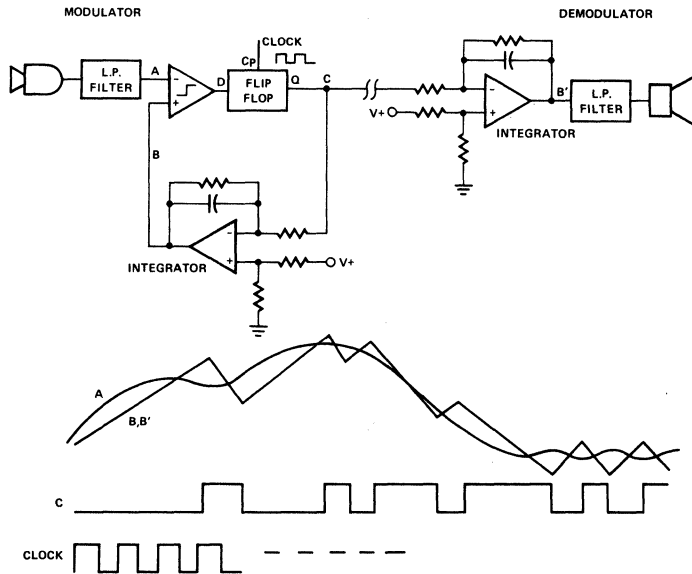 MODULATOR
DEMODULATOR
CLOCK
CP
L.P.
FILTER
A
−
+
D
FLIP
FLOP
Q
C
V+
−
+
INTEGRATOR
B'
L.P.
FILTER
B
INTEGRATOR
−
+
V+
A
B,B'
C
CLOCK